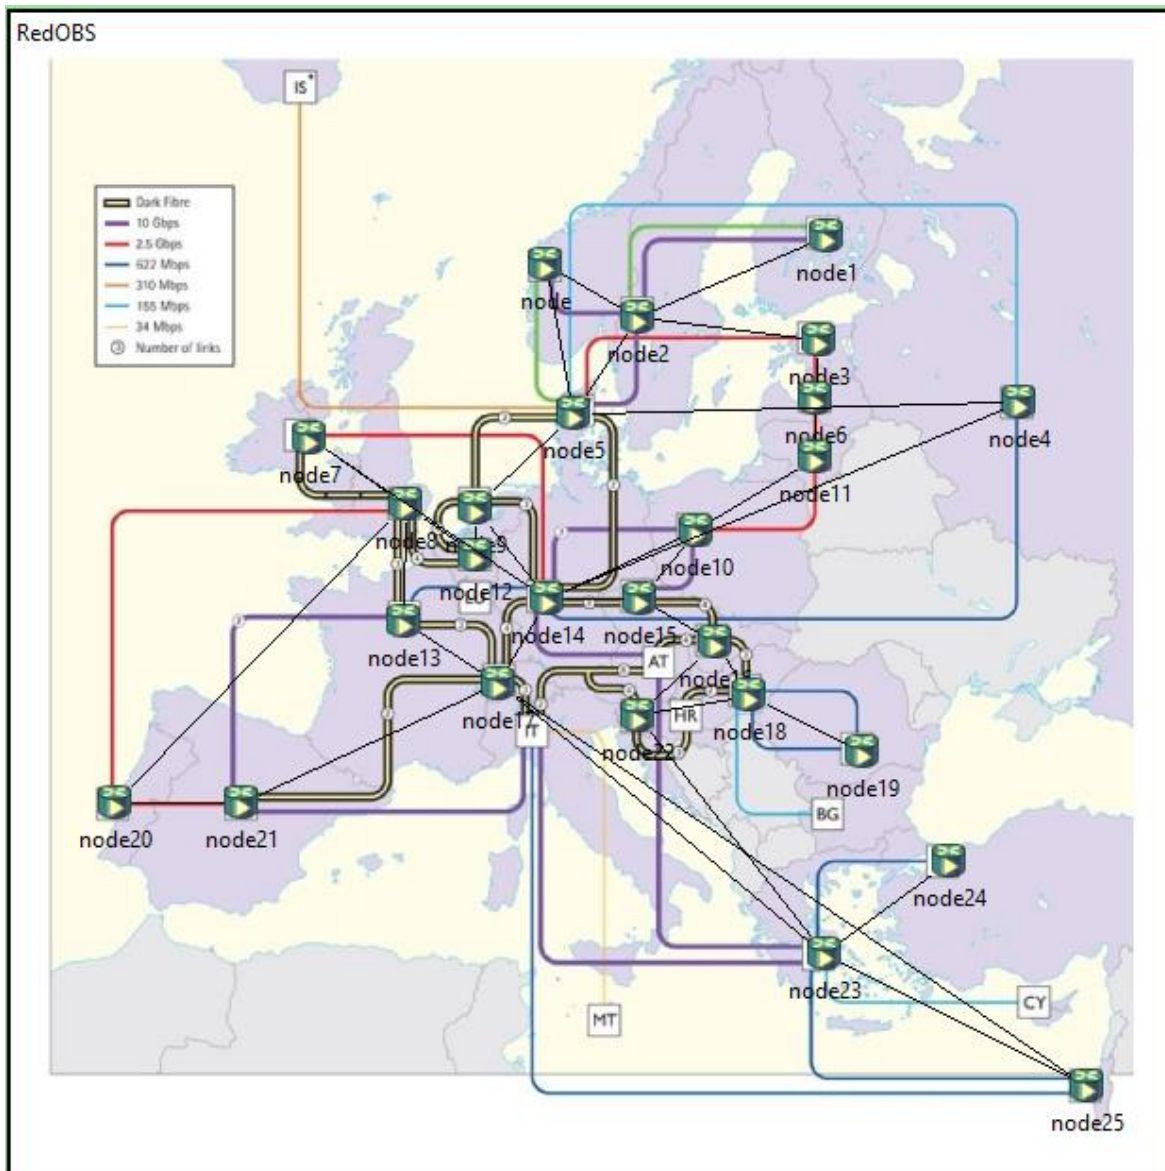 RedOBS
IS*
Dark Fibre
10 Gbps
2.5 Gbps
622 Mbps
310 Mbps
155 Mbps
34 Mbps
③ Number of links
node1
node
node2
node3
node4
node6
node5
node7
node11
node8
node9
node10
node12
node14
node15
node13
AT
node17
HR
IT
node18
node22
node19
BG
node20
node21
node24
node23
CY
MT
node25